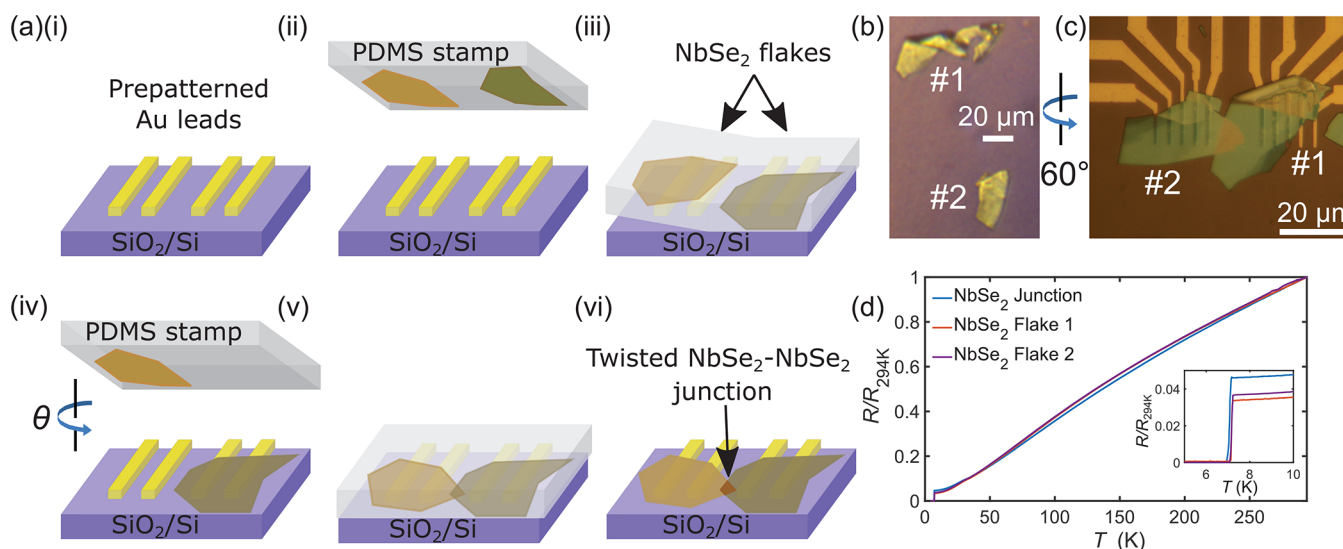 (a)(i)
Prepatterned
Au leads
SiO₂/Si
(ii)
PDMS stamp
SiO₂/Si
(iii)
NbSe₂ flakes
SiO₂/Si
(b)
#1
20 µm
#2
60°
(c)
#2
#1
20 µm
(iv)
PDMS stamp
θ
SiO₂/Si
(v)
SiO₂/Si
(vi)
Twisted NbSe₂-NbSe₂
junction
SiO₂/Si
(d)
1
0.8
0.6
0.4
0.2
0
R/R₂₉₄K
NbSe₂ Junction
NbSe₂ Flake 1
NbSe₂ Flake 2
0.04
0.02
0
R/R₂₉₄K
6
8
10
T (K)
0
50
100
150
200
250
T (K)